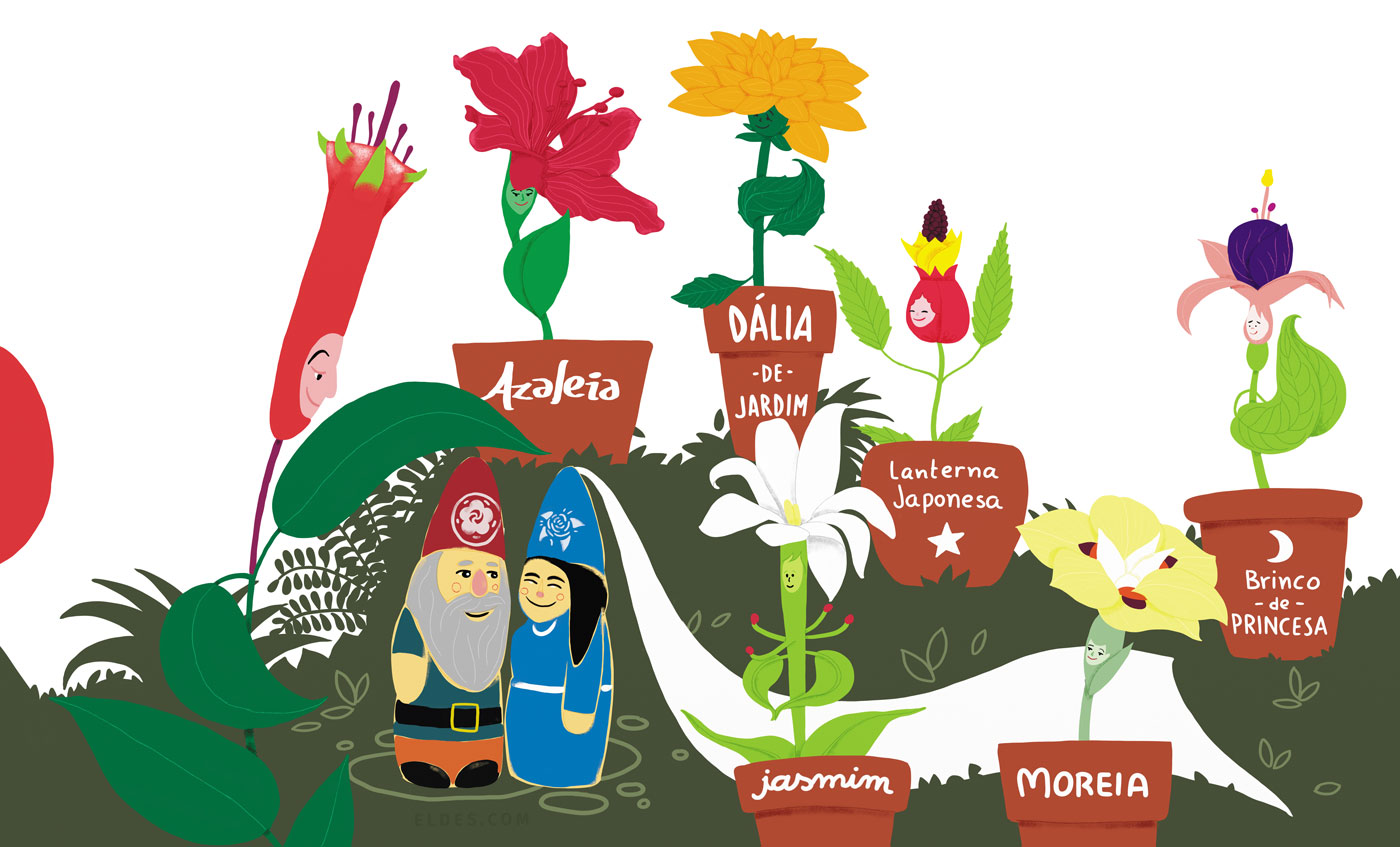 Azaleia
DÁLIA
-DE-
JARDIM
Lanterna
Japonesa
Brinco
-de-
PRINCESA
jasmim
MOREIA
ELDES.COM